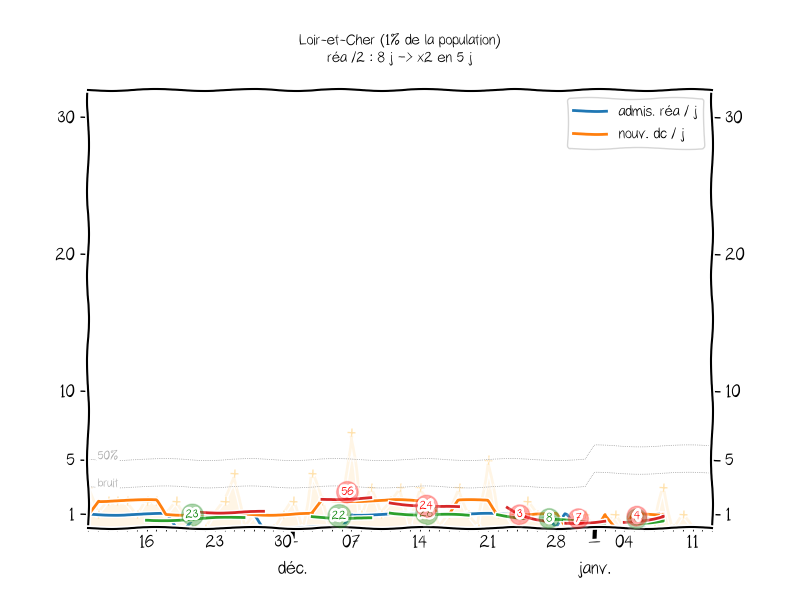 Loir-et-Cher (1% de la population)
réa /2 : 8 j -> x2 en 5 j
admis. réa / j
nouv. dc / j
30
30
20
20
10
10
50%
5
5
bruit
1
1
56
23
22
24
3
8
7
4
16 23 30 07 14 21 28 04 11
déc. janv.